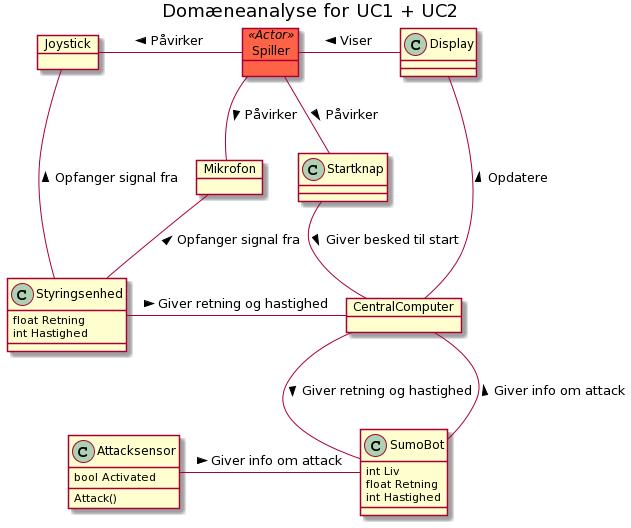 Domæneanalyse for UC1 + UC2
Joystick
Påvirker
«Actor»
Spiller
Viser
C Display
Påvirker
Påvirker
Mikrofon
C Startknap
Opfanger signal fra
Opdatere
Opfanger signal fra
Giver besked til start
C Styringsenhed
float Retning
int Hastighed
Giver retning og hastighed
CentralComputer
Giver retning og hastighed
Giver info om attack
C Attacksensor
bool Activated
Attack()
Giver info om attack
C SumoBot
int Liv
float Retning
int Hastighed